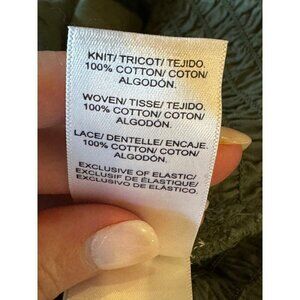 KNIT/ TRICOT/ TEJIDO.
100% COTTON/ COTON/
ALGODÓN.
WOVEN/ TISSE/ TEJIDO.
100% COTTON/ COTON/
ALGODÓN.
LACE/ DENTELLE/ ENCAJE.
100% COTTON/ COTON/
ALGODÓN.
EXCLUSIVE OF ELASTIC/
EXCLUSIF DE ÉLASTIQUE/
EXCLUSIVO DE ELÁSTICO.